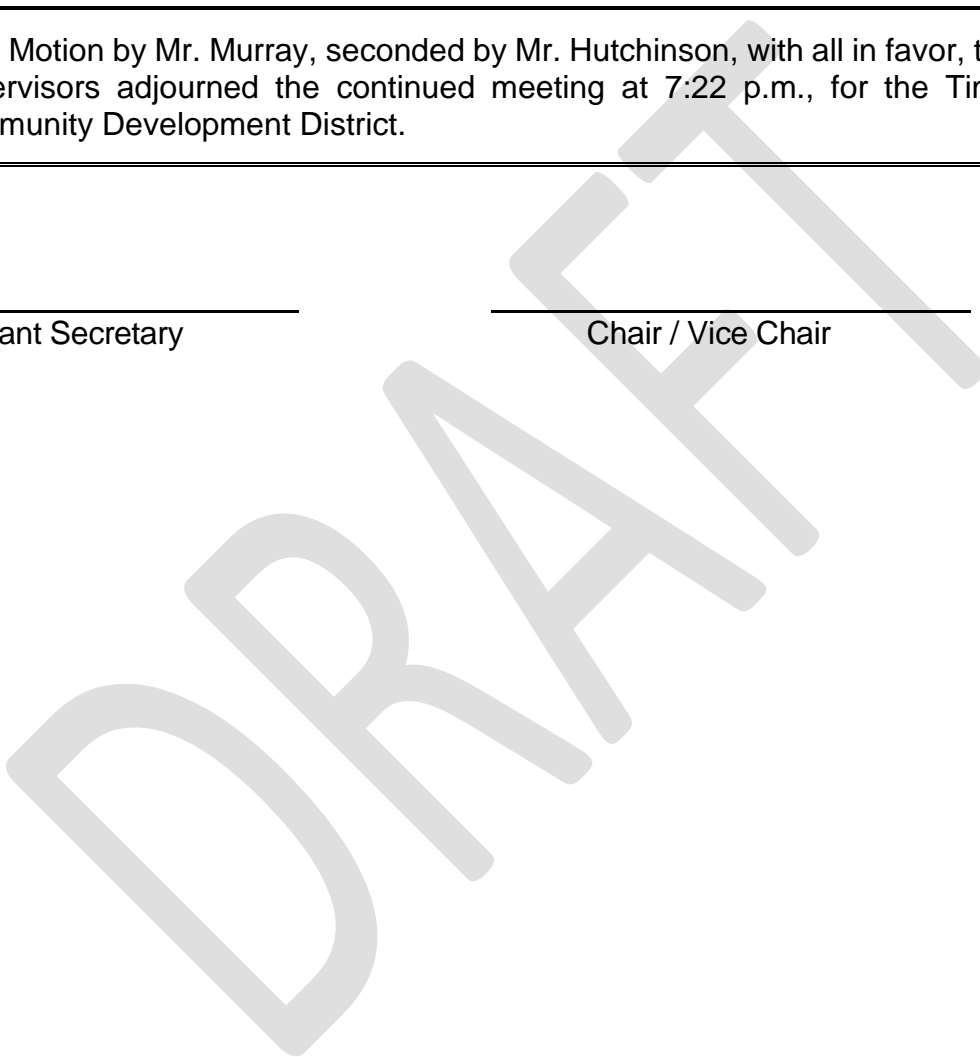 Motion by Mr. Murray, seconded by Mr. Hutchinson, with all in favor, t
ervisors adjourned the continued meeting at 7:22 p.m., for the Tir
munity Development District.
ant Secretary
Chair / Vice Chair
DRAFT